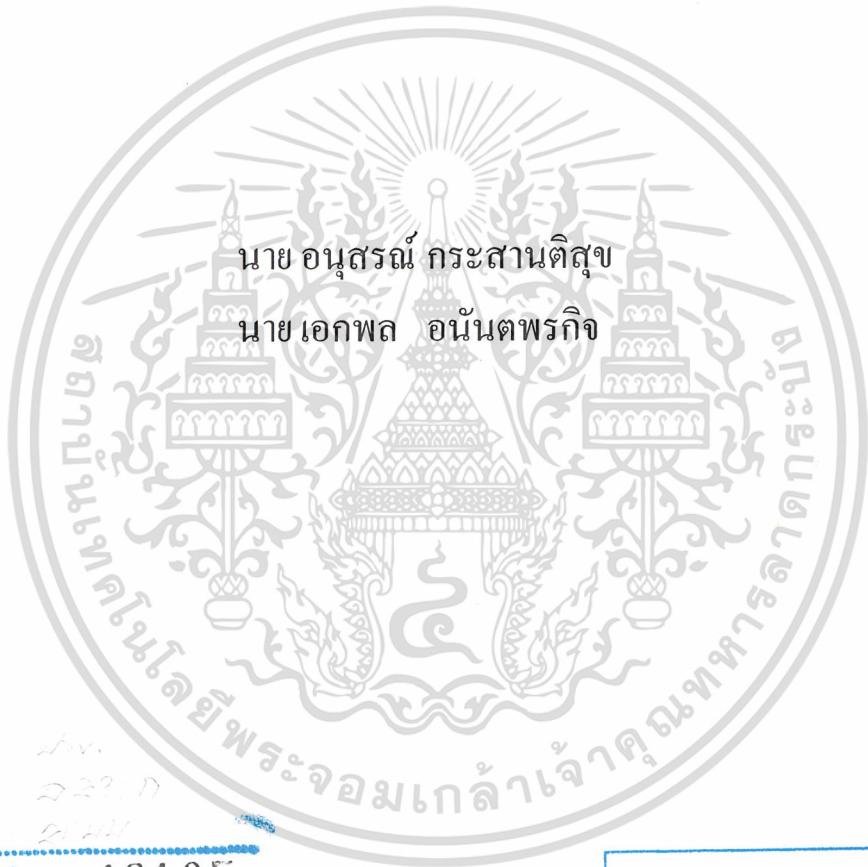 นาย อนุสรณ์ กระสานติสุข
นาย เอกพล อนันตพรกิจ
สถาบันเทคโนโลยีพระจอมเกล้าเจ้าคุณทหารลาดกระบัง
๔